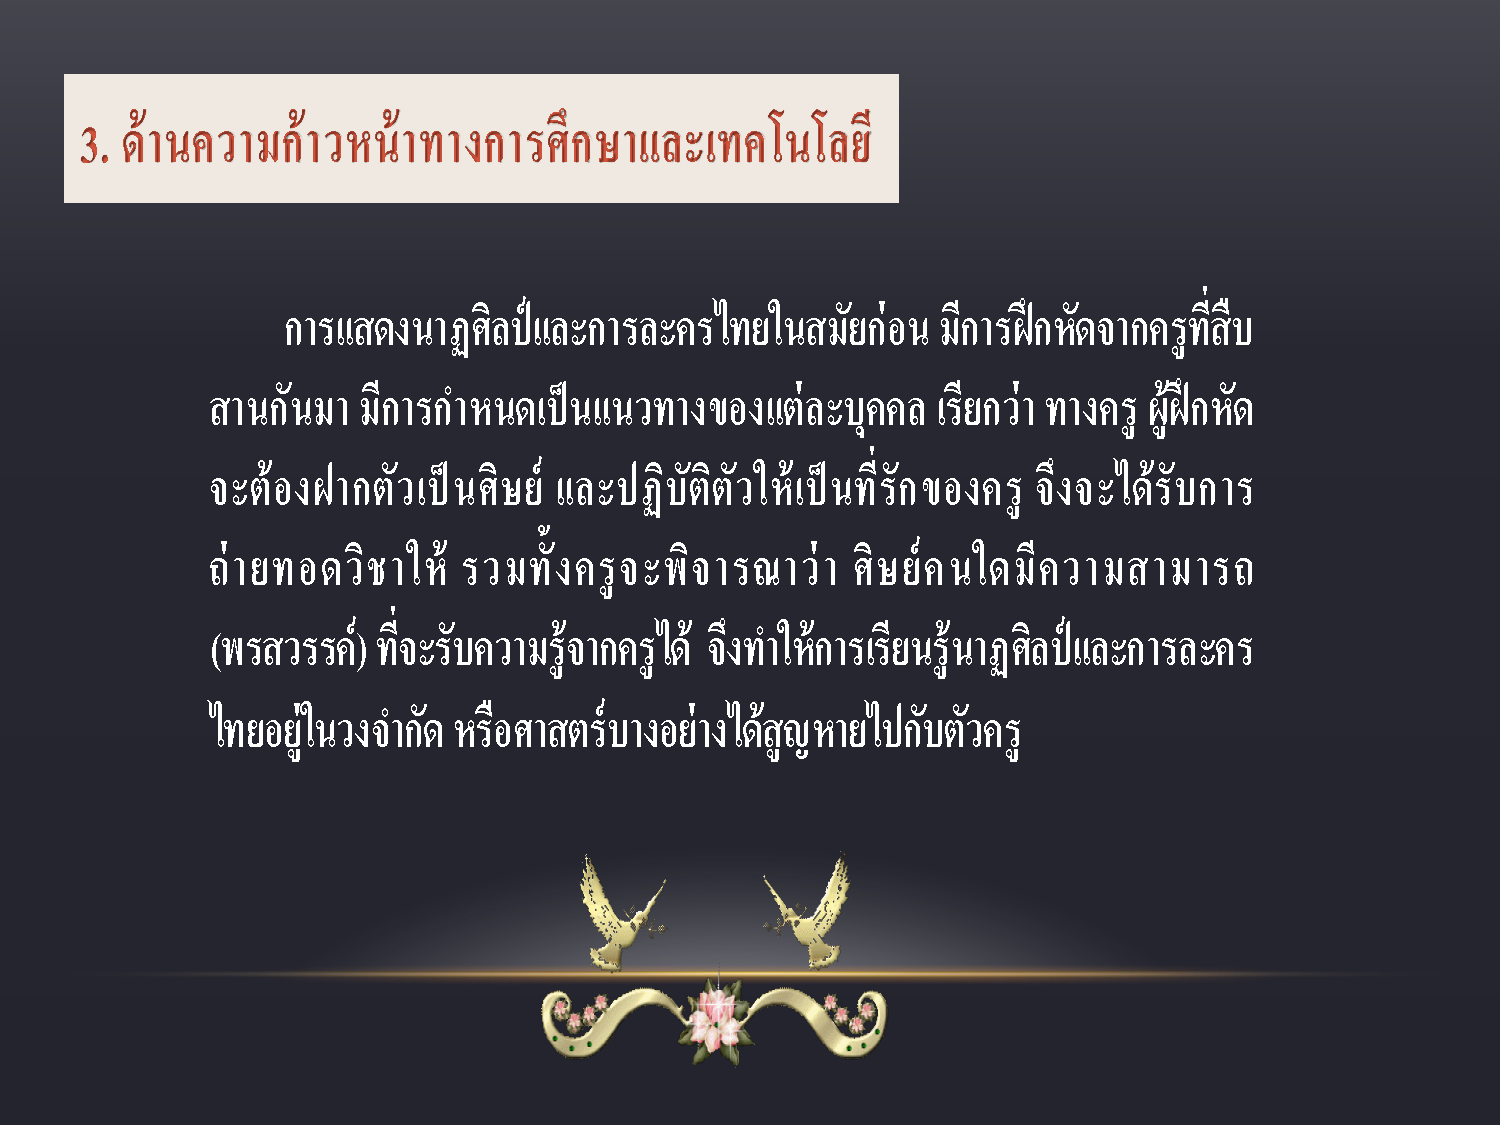 3. ด้านความก้าวหน้าทางการศึกษาและเทคโนโลยี
การแสดงนาฏศิลป์และการละครไทยในสมัยก่อน มีการฝึกหัดจากครูที่สืบ
สานกันมา มีการกำหนดเป็นแนวทางของแต่ละบุคคล เรียกว่า ทางครู ผู้ฝึกหัด
จะต้องฝากตัวเป็นศิษย์ และปฏิบัติตัวให้เป็นที่รักของครู จึงจะได้รับการ
ถ่ายทอดวิชาให้ รวมทั้งครูจะพิจารณาว่า ศิษย์คนใดมีความสามารถ
(พรสวรรค์) ที่จะรับความรู้จากครูได้ จึงทำให้การเรียนรู้นาฏศิลป์และการละคร
ไทยอยู่ในวงจำกัด หรือศาสตร์บางอย่างได้สูญหายไปกับตัวครู